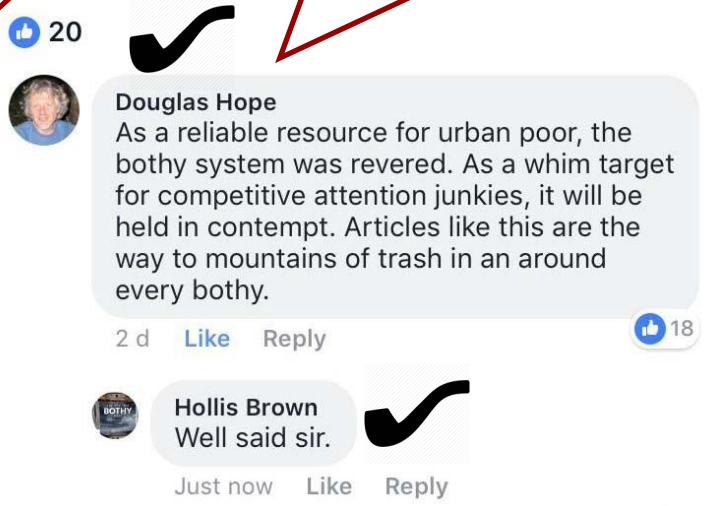 20
Douglas Hope
As a reliable resource for urban poor, the
bothy system was revered. As a whim target
for competitive attention junkies, it will be
held in contempt. Articles like this are the
way to mountains of trash in an around
every bothy.
2 d Like Reply
18
BOTHY
Hollis Brown
Well said sir.
Just now Like Reply